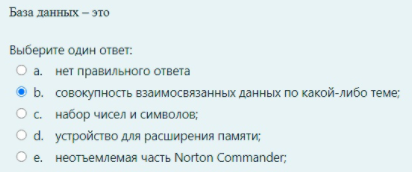 База данных – это
Выберите один ответ:
a. нет правильного ответа
b. совокупность взаимосвязанных данных по какой-либо теме;
c. набор чисел и символов;
d. устройство для расширения памяти;
e. неотъемлемая часть Norton Commander;